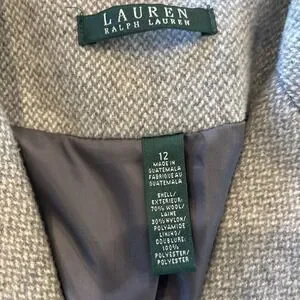 LAUREN
RALPH LAUREN
12
MADE IN
GUATEMALA
FABRIQUE AU
GUATEMALA
SHELL/
EXTERIEUR:
70% WOOL/
LAINE
30% NYLON/
POLYAMIDE
LINING/
DOUBLURE:
100%
POLYESTER/
POLYESTER